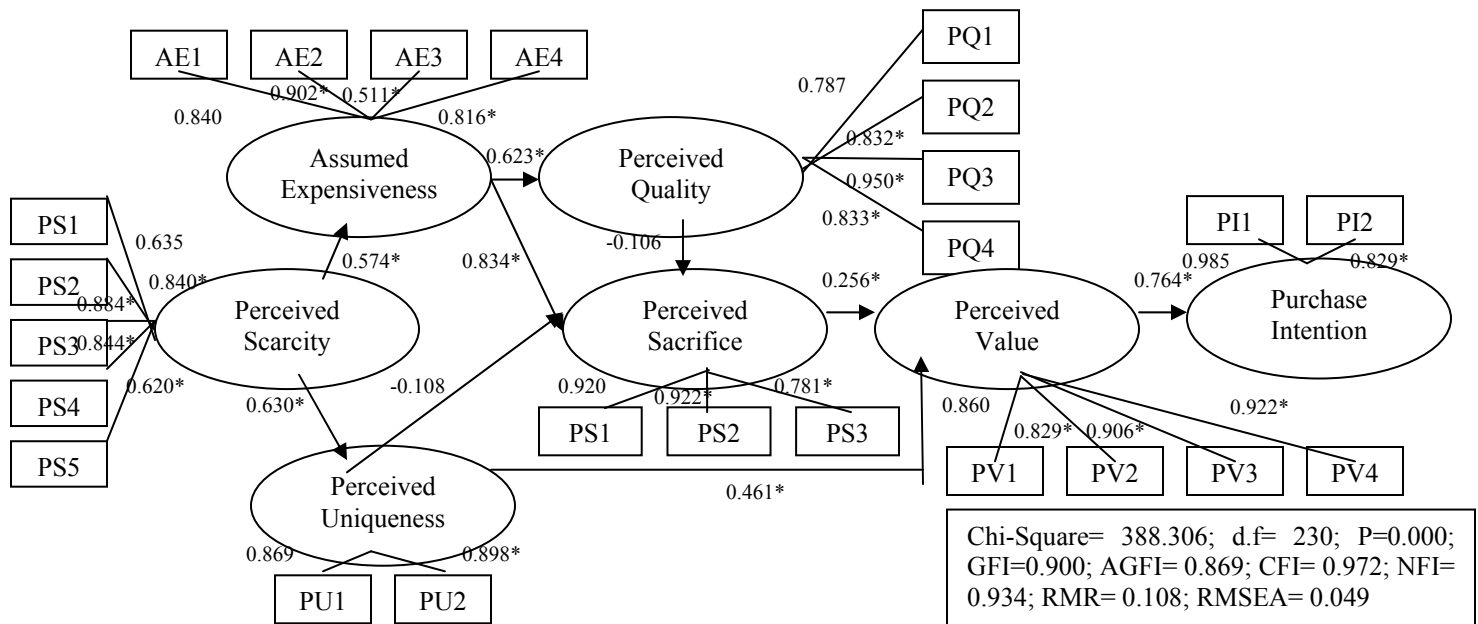 PQ1
AE1 AE2 AE3 AE4
0.787
0.902* 0.511*
PQ2
0.840 0.816*
0.832*
Assumed
Expensiveness
0.623*
Perceived
Quality
PQ3
0.950*
0.833*
PS1
PQ4
PI1 PI2
0.635
-0.106
0.574*
0.834*
0.985 0.829*
PS2
0.840*
0.884*
0.256*
0.764*
Perceived
Scarcity
Perceived
Sacrifice
Perceived
Value
Purchase
Intention
PS3
0.844*
0.620*
-0.108
0.920 0.922* 0.781*
PS4
0.630*
0.860
0.922*
PS1 PS2 PS3
0.829* 0.906*
PS5
PV1 PV2 PV3 PV4
Perceived
Uniqueness
0.461*
0.869 0.898*
PU1 PU2
Chi-Square= 388.306; d.f= 230; P=0.000;
GFI=0.900; AGFI= 0.869; CFI= 0.972; NFI=
0.934; RMR= 0.108; RMSEA= 0.049